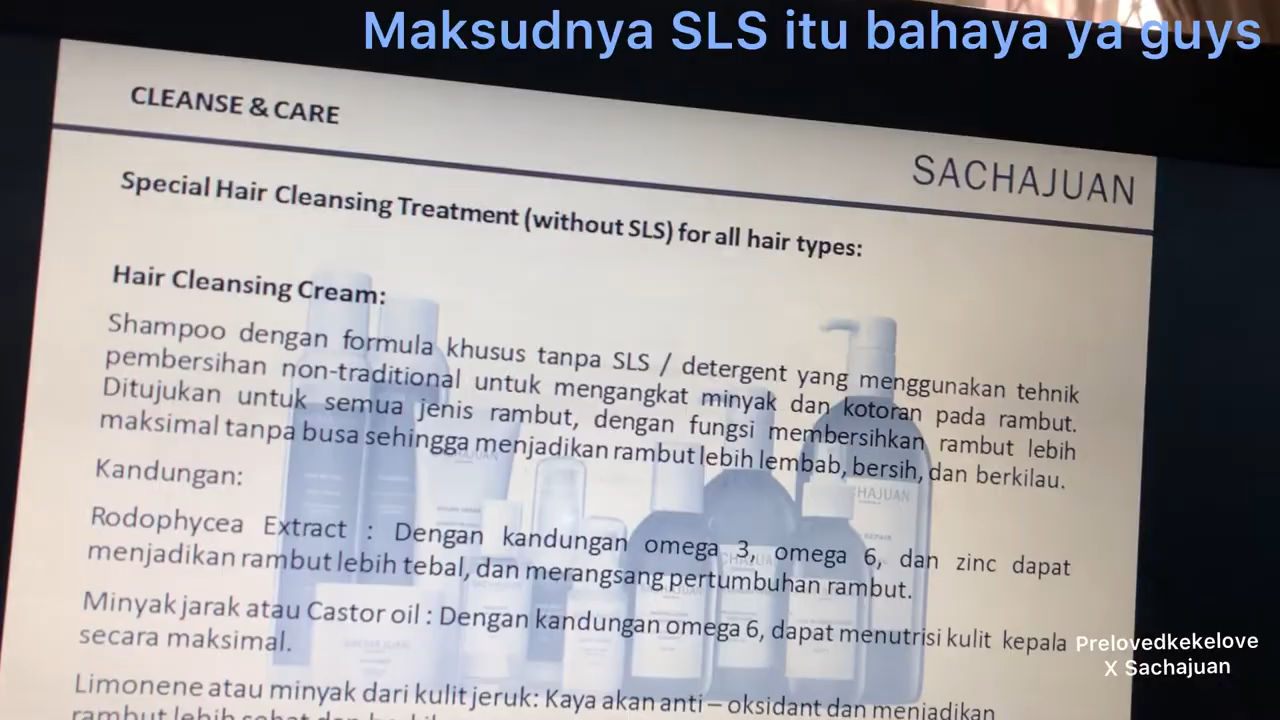 Maksudnya SLS itu bahaya ya guys
CLEANSE & CARE
SACHAJUAN
Special Hair Cleansing Treatment (without SLS) for all hair types:
Hair Cleansing Cream:
Shampoo dengan formula khusus tanpa SLS / detergent yang menggunakan tehnik
pembersihan non-traditional untuk mengangkat minyak dan kotoran pada rambut.
Ditujukan untuk semua jenis rambut, dengan fungsi membersihkan rambut lebih
maksimal tanpa busa sehingga menjadikan rambut lebih lembab, bersih, dan berkilau.
Kandungan:
Rodophycea Extract : Dengan kandungan omega 3, omega 6, dan zinc dapat
menjadikan rambut lebih tebal, dan merangsang pertumbuhan rambut.
Minyak jarak atau Castor oil : Dengan kandungan omega 6, dapat menutrisi kulit kepala
secara maksimal.
Limonene atau minyak dari kulit jeruk: Kaya akan anti – oksidant dan menjadikan
rambut lebih sehat dan
Prelovedkekelove
X Sachajuan